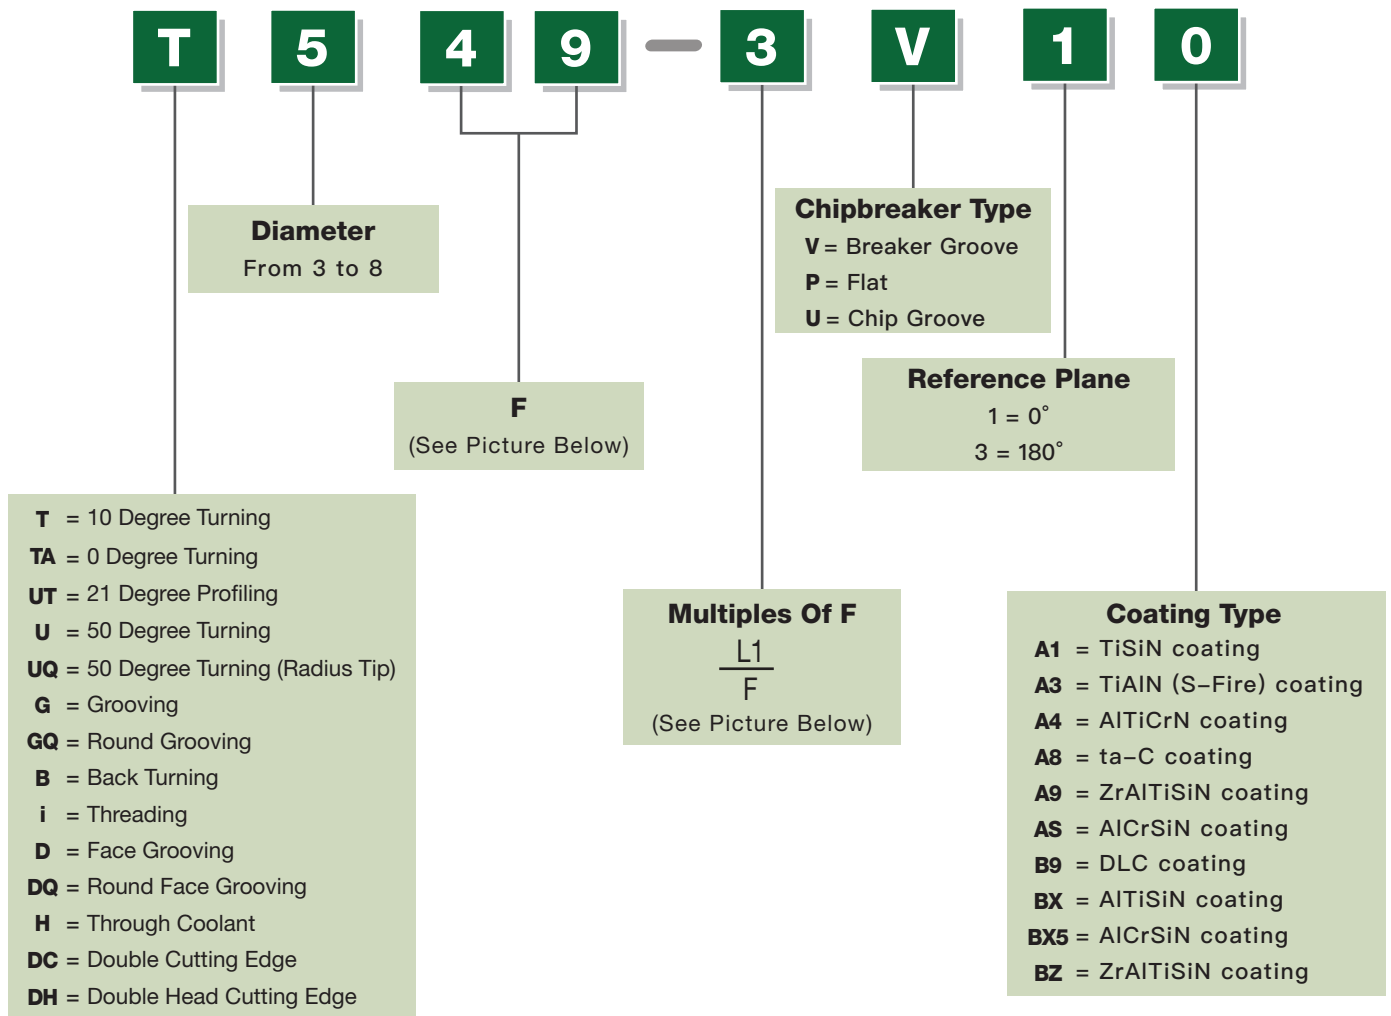 T 5 4 9 – 3 V 1 0
Diameter
From 3 to 8
Chipbreaker Type
V = Breaker Groove
P = Flat
U = Chip Groove
Reference Plane
1 = 0°
3 = 180°
F
(See Picture Below)
T = 10 Degree Turning
TA = 0 Degree Turning
UT = 21 Degree Profiling
U = 50 Degree Turning
UQ = 50 Degree Turning (Radius Tip)
G = Grooving
GQ = Round Grooving
B = Back Turning
i = Threading
D = Face Grooving
DQ = Round Face Grooving
H = Through Coolant
DC = Double Cutting Edge
DH = Double Head Cutting Edge
Multiples Of F
L1
F
(See Picture Below)
Coating Type
A1 = TiSiN coating
A3 = TiAlN (S–Fire) coating
A4 = AlTiCrN coating
A8 = ta–C coating
A9 = ZrAlTiSiN coating
AS = AlCrSiN coating
B9 = DLC coating
BX = AlTiSiN coating
BX5 = AlCrSiN coating
BZ = ZrAlTiSiN coating